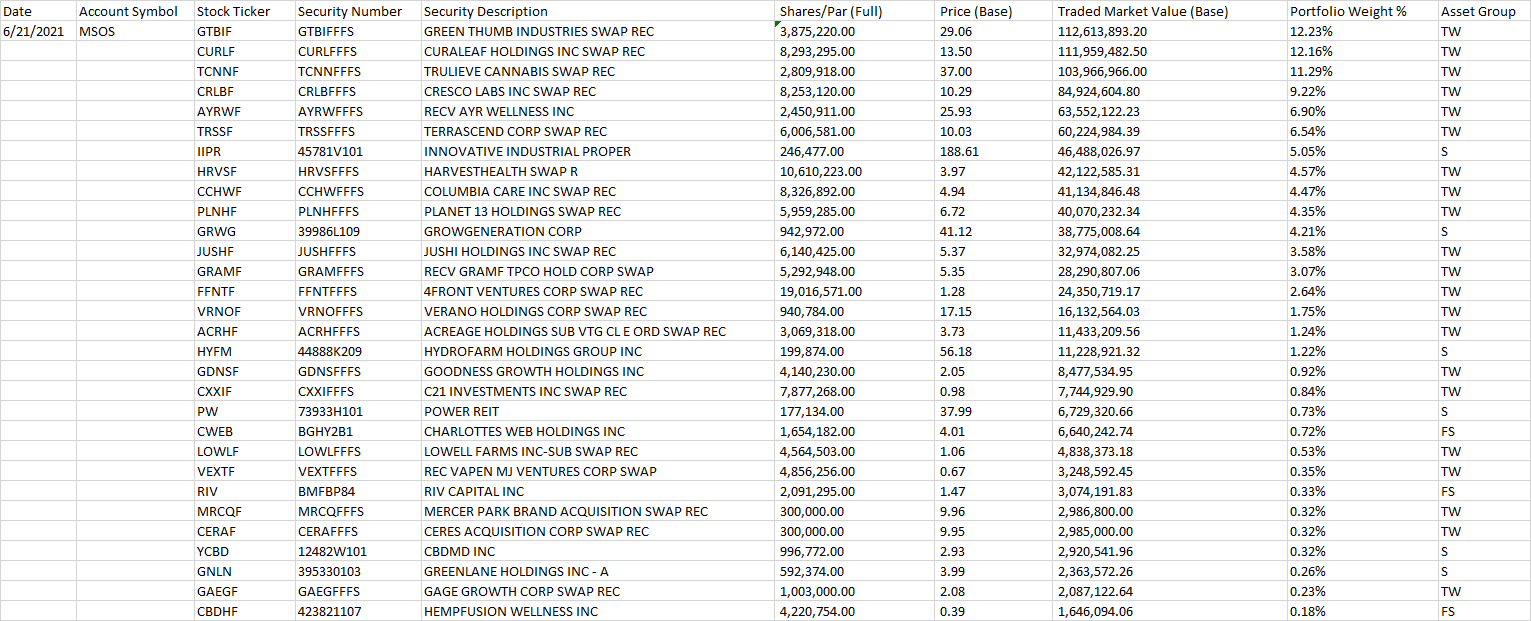 Date Account Symbol Stock Ticker Security Number Security Description Shares/Par (Full) Price (Base) Traded Market Value (Base) Portfolio Weight % Asset Group
6/21/2021 MSOS GTBIF GTBIFFFS GREEN THUMB INDUSTRIES SWAP REC 3,875,220.00 29.06 112,613,893.20 12.23% TW
CURLF CURLFFFS CURALEAF HOLDINGS INC SWAP REC 8,293,295.00 13.50 111,959,482.50 12.16% TW
TCNNF TCNNFFFS TRULIEVE CANNABIS SWAP REC 2,809,918.00 37.00 103,966,966.00 11.29% TW
CRLBF CRLBFFFS CRESCO LABS INC SWAP REC 8,253,120.00 10.29 84,924,604.80 9.22% TW
AYRWF AYRWFFFS RECV AYR WELLNESS INC 2,450,911.00 25.93 63,552,122.23 6.90% TW
TRSSF TRSSFFFS TERRASCEND CORP SWAP REC 6,006,581.00 10.03 60,224,984.39 6.54% TW
IIPR 45781V101 INNOVATIVE INDUSTRIAL PROPER 246,477.00 188.61 46,488,026.97 5.05% S
HRVSF HRVSFFFS HARVESTHEALTH SWAP R 10,610,223.00 3.97 42,122,585.31 4.57% TW
CCHWF CCHWFFFS COLUMBIA CARE INC SWAP REC 8,326,892.00 4.94 41,134,846.48 4.47% TW
PLNHF PLNHFFFS PLANET 13 HOLDINGS SWAP REC 5,959,285.00 6.72 40,070,232.34 4.35% TW
GRWG 39986L109 GROWGENERATION CORP 942,972.00 41.12 38,775,008.64 4.21% S
JUSHF JUSHFFFS JUSHI HOLDINGS INC SWAP REC 6,140,425.00 5.37 32,974,082.25 3.58% TW
GRAMF GRAMFFFS RECV GRAMF TPCO HOLD CORP SWAP 5,292,948.00 5.35 28,290,807.06 3.07% TW
FFNTF FFNTFFFS 4FRONT VENTURES CORP SWAP REC 19,016,571.00 1.28 24,350,719.17 2.64% TW
VRNOF VRNOFFFS VERANO HOLDINGS CORP SWAP REC 940,784.00 17.15 16,132,564.03 1.75% TW
ACRHF ACRHFFFS ACREAGE HOLDINGS SUB VTG CL E ORD SWAP REC 3,069,318.00 3.73 11,433,209.56 1.24% TW
HYFM 44888K209 HYDROFARM HOLDINGS GROUP INC 199,874.00 56.18 11,228,921.32 1.22% S
GDNSF GDNSFFFS GOODNESS GROWTH HOLDINGS INC 4,140,230.00 2.05 8,477,534.95 0.92% TW
CXXIF CXXIFFFS C21 INVESTMENTS INC SWAP REC 7,877,268.00 0.98 7,744,929.90 0.84% TW
PW 73933H101 POWER REIT 177,134.00 37.99 6,729,320.66 0.73% S
CWEB BGHY2B1 CHARLOTTES WEB HOLDINGS INC 1,654,182.00 4.01 6,640,242.74 0.72% FS
LOWLF LOWLFFFS LOWELL FARMS INC-SUB SWAP REC 4,564,503.00 1.06 4,838,373.18 0.53% TW
VEXTF VEXTFFFS REC VAPEN MJ VENTURES CORP SWAP 4,856,256.00 0.67 3,248,592.45 0.35% TW
RIV BMFBP84 RIV CAPITAL INC 2,091,295.00 1.47 3,074,191.83 0.33% FS
MRCQF MRCQFFFS MERCER PARK BRAND ACQUISITION SWAP REC 300,000.00 9.96 2,986,800.00 0.32% TW
CERAF CERAFFFS CERES ACQUISITION CORP SWAP REC 300,000.00 9.95 2,985,000.00 0.32% TW
YCBD 12482W101 CBDMD INC 996,772.00 2.93 2,920,541.96 0.32% S
GNLN 395330103 GREENLANE HOLDINGS INC - A 592,374.00 3.99 2,363,572.26 0.26% S
GAEGF GAEGFFFS GAGE GROWTH CORP SWAP REC 1,003,000.00 2.08 2,087,122.64 0.23% TW
CBDHF 423821107 HEMPFUSION WELLNESS INC 4,220,754.00 0.39 1,646,094.06 0.18% FS